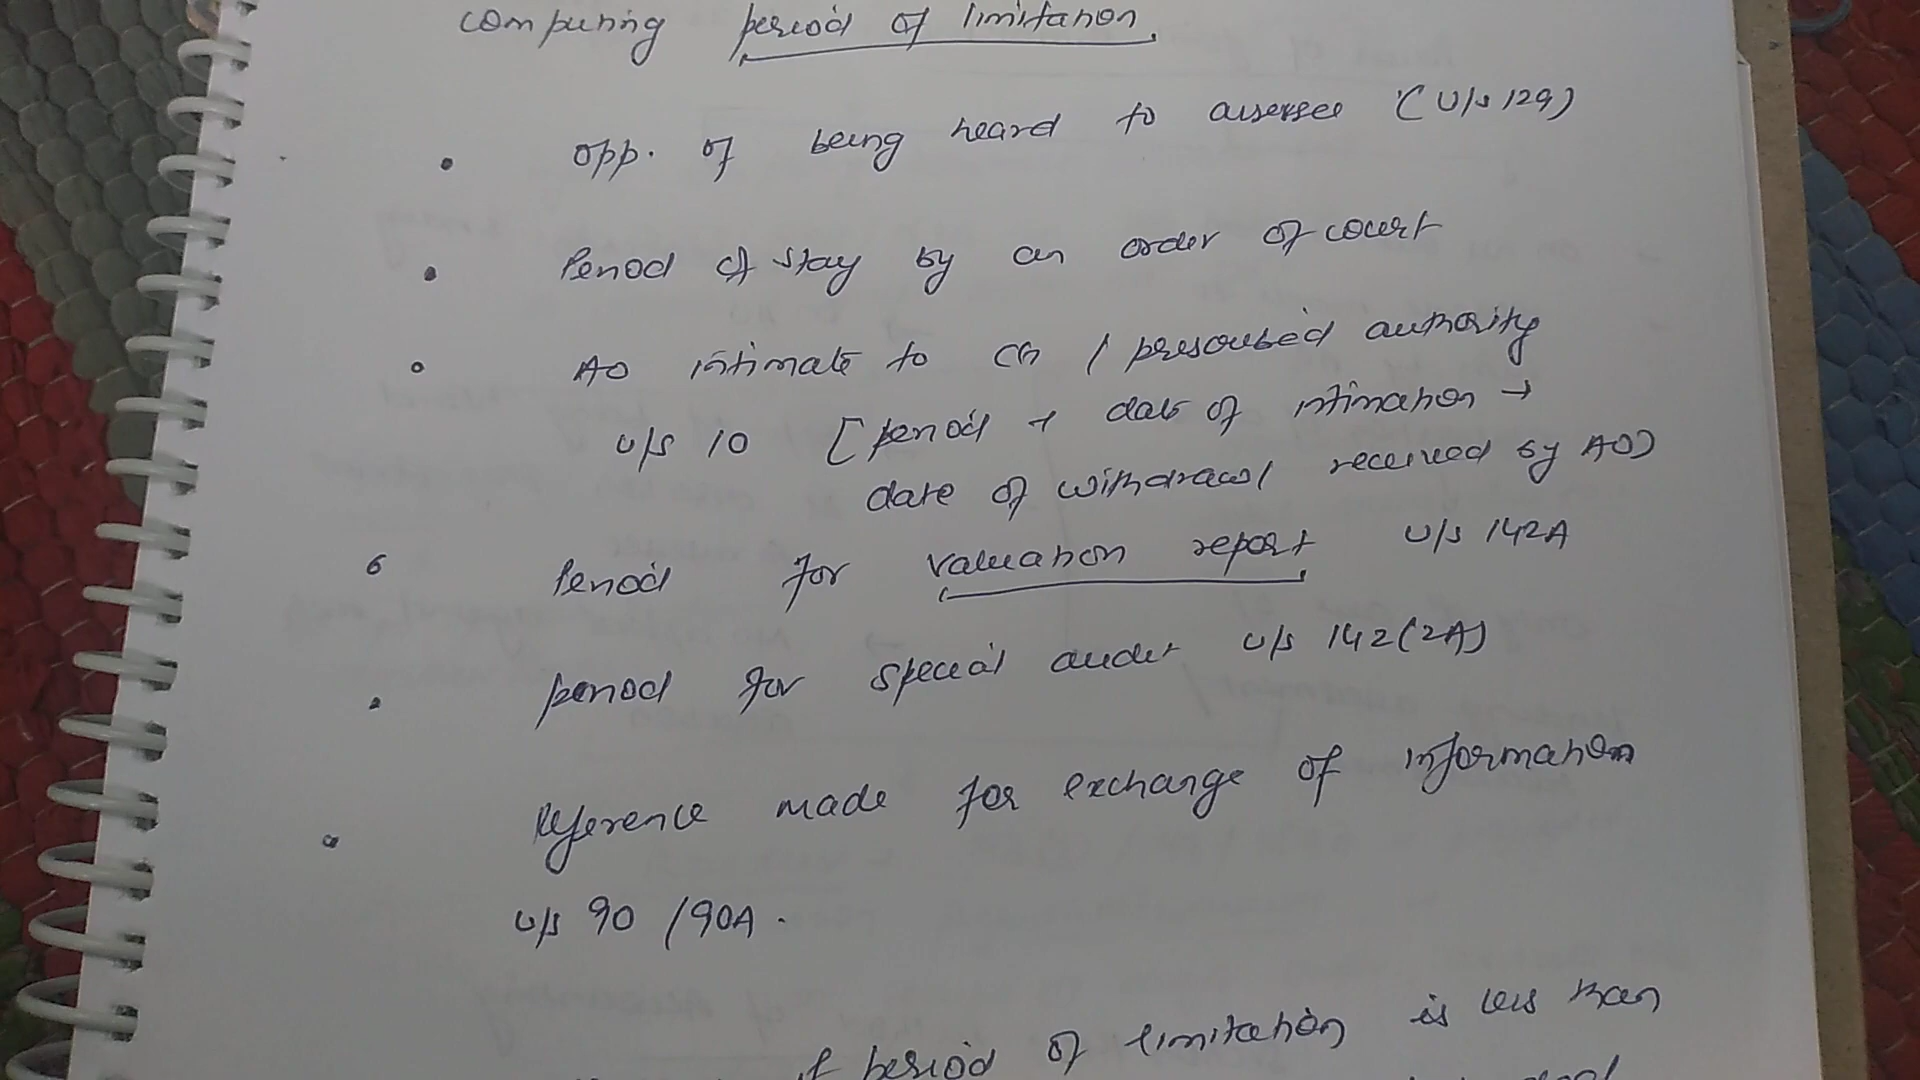 computing period of limitation.
• opp. of being heard to assessee (U/s 129)
• Period of stay by an order of court
• AO intimate to CG / prescribed authority
u/s 10 [period → date of intimation →
date of withdrawl received by AO]
• Period for valuation report u/s 142A
• period for special audit u/s 142(2A)
• Reference made for exchange of information
u/s 90 / 90A.
if period of limitation is less than